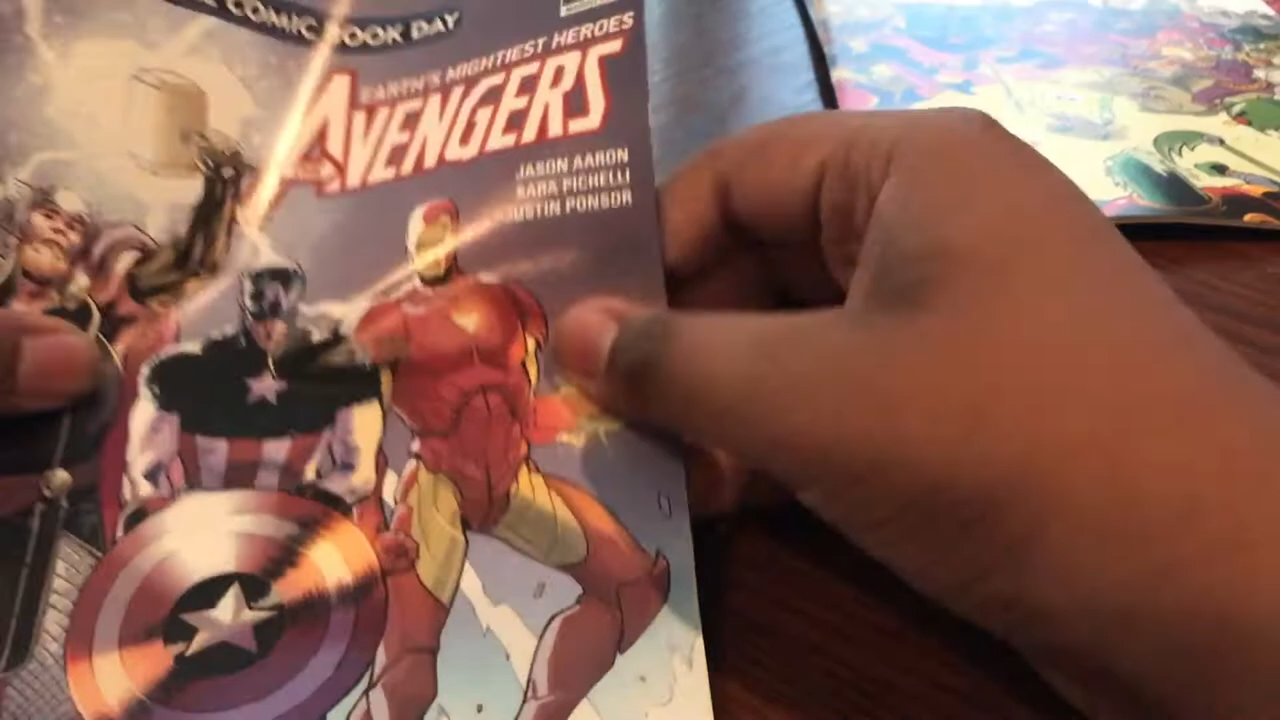 COMIC BOOK DAY
EARTH'S MIGHTIEST HEROES
AVENGERS
JASON AARON
SARA PICHELLI
JUSTIN PONSOR